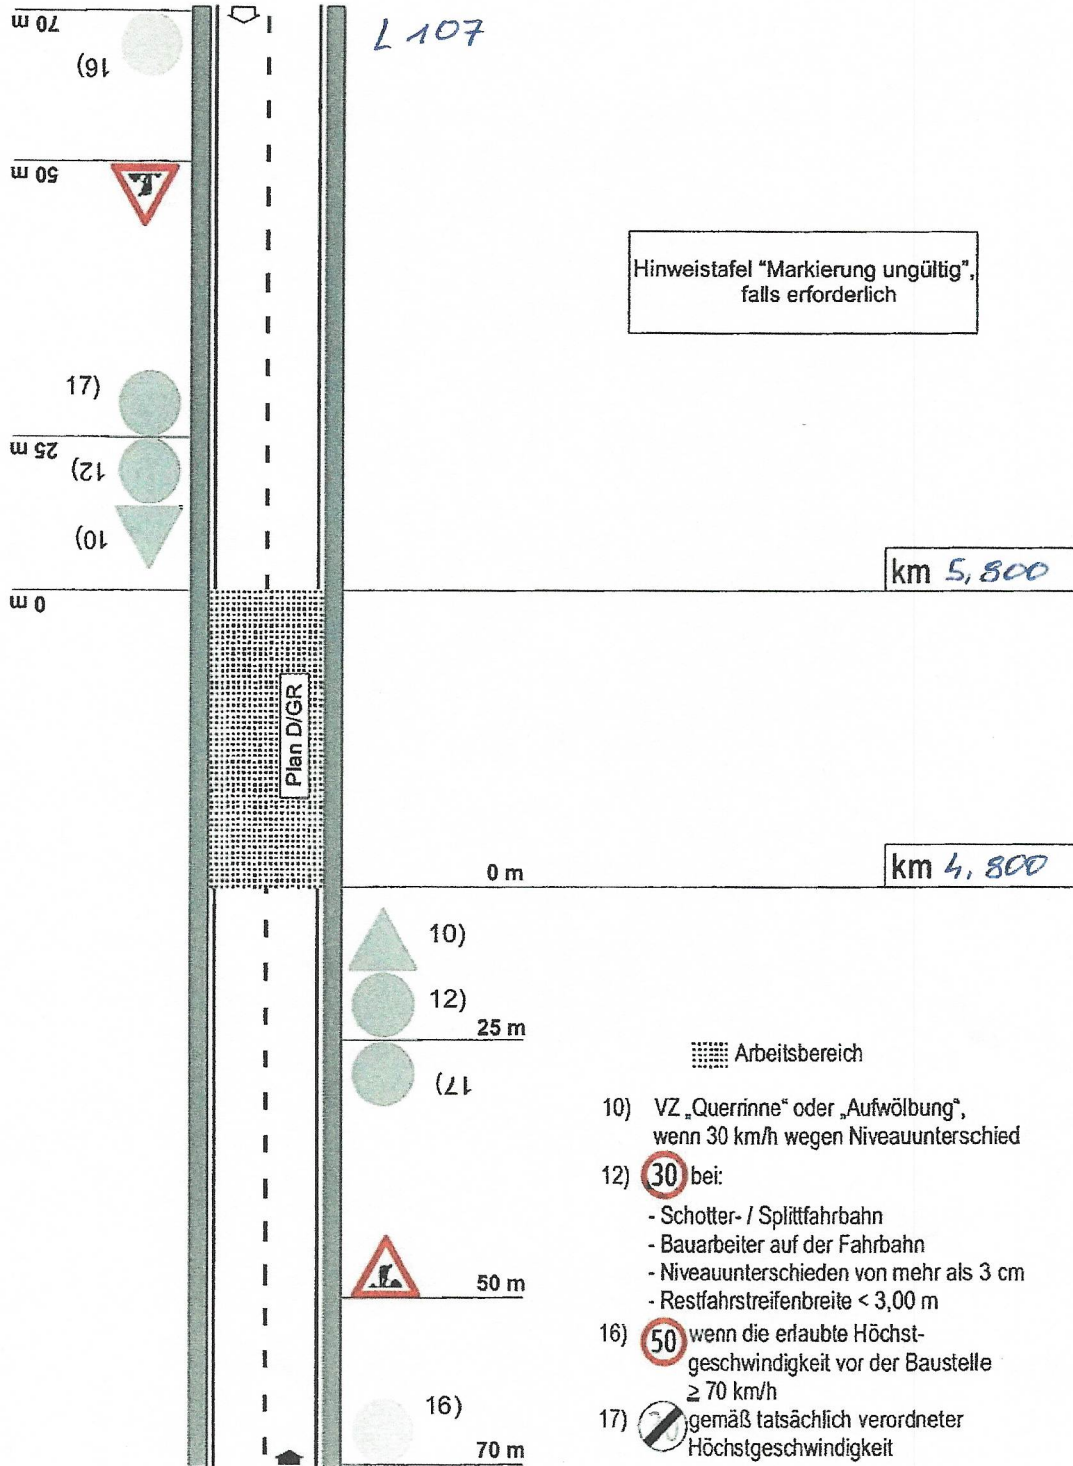 70 m
L 107
16)
50 m
Hinweistafel "Markierung ungültig",
falls erforderlich
17)
25 m
12)
10)
km 5,800
0 m
Plan D/GR
0 m
km 4,800
10)
12)
25 m
17)
Arbeitsbereich
10) VZ „Querrinne“ oder „Aufwölbung“,
wenn 30 km/h wegen Niveauunterschied
12) 30 bei:
- Schotter- / Splittfahrbahn
- Bauarbeiter auf der Fahrbahn
- Niveauunterschieden von mehr als 3 cm
- Restfahrstreifenbreite < 3,00 m
50 m
16) 50 wenn die erlaubte Höchst-
geschwindigkeit vor der Baustelle
≥ 70 km/h
17) gemäß tatsächlich verordneter
Höchstgeschwindigkeit
16)
70 m